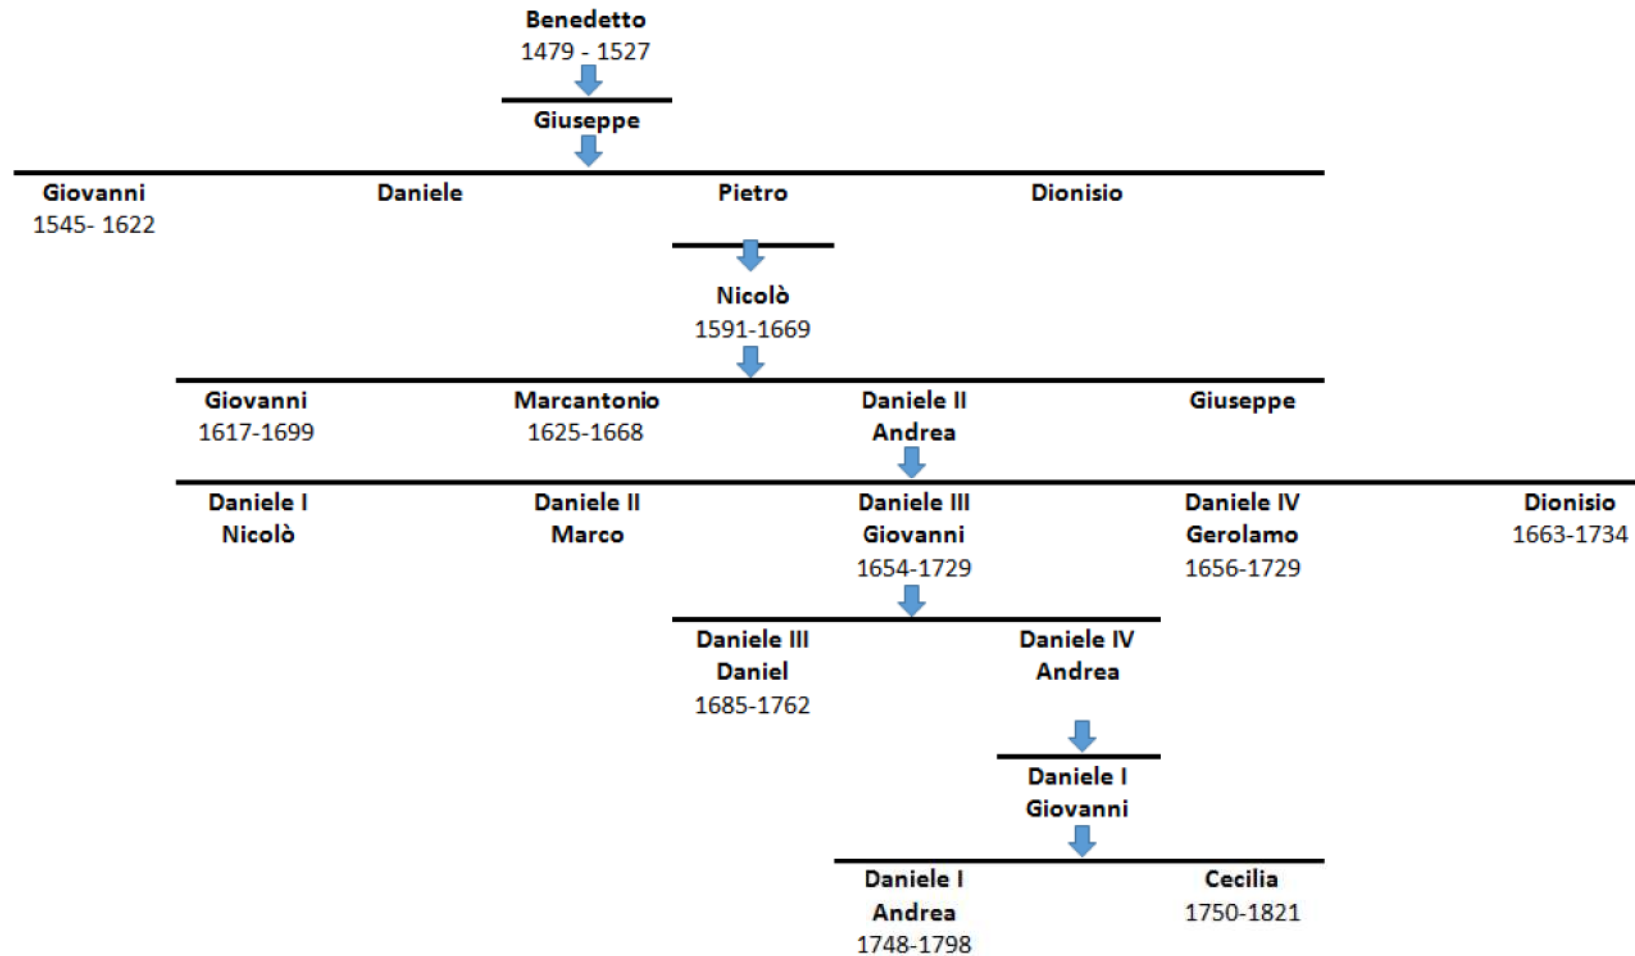 Benedetto
1479 - 1527
Giuseppe
Giovanni Daniele Pietro Dionisio
1545- 1622
Nicolò
1591-1669
Giovanni Marcantonio Daniele II Giuseppe
1617-1699 1625-1668 Andrea
Daniele I Daniele II Daniele III Daniele IV Dionisio
Nicolò Marco Giovanni Gerolamo 1663-1734
1654-1729 1656-1729
Daniele III Daniele IV
Daniel Andrea
1685-1762
Daniele I
Giovanni
Daniele I Cecilia
Andrea 1750-1821
1748-1798